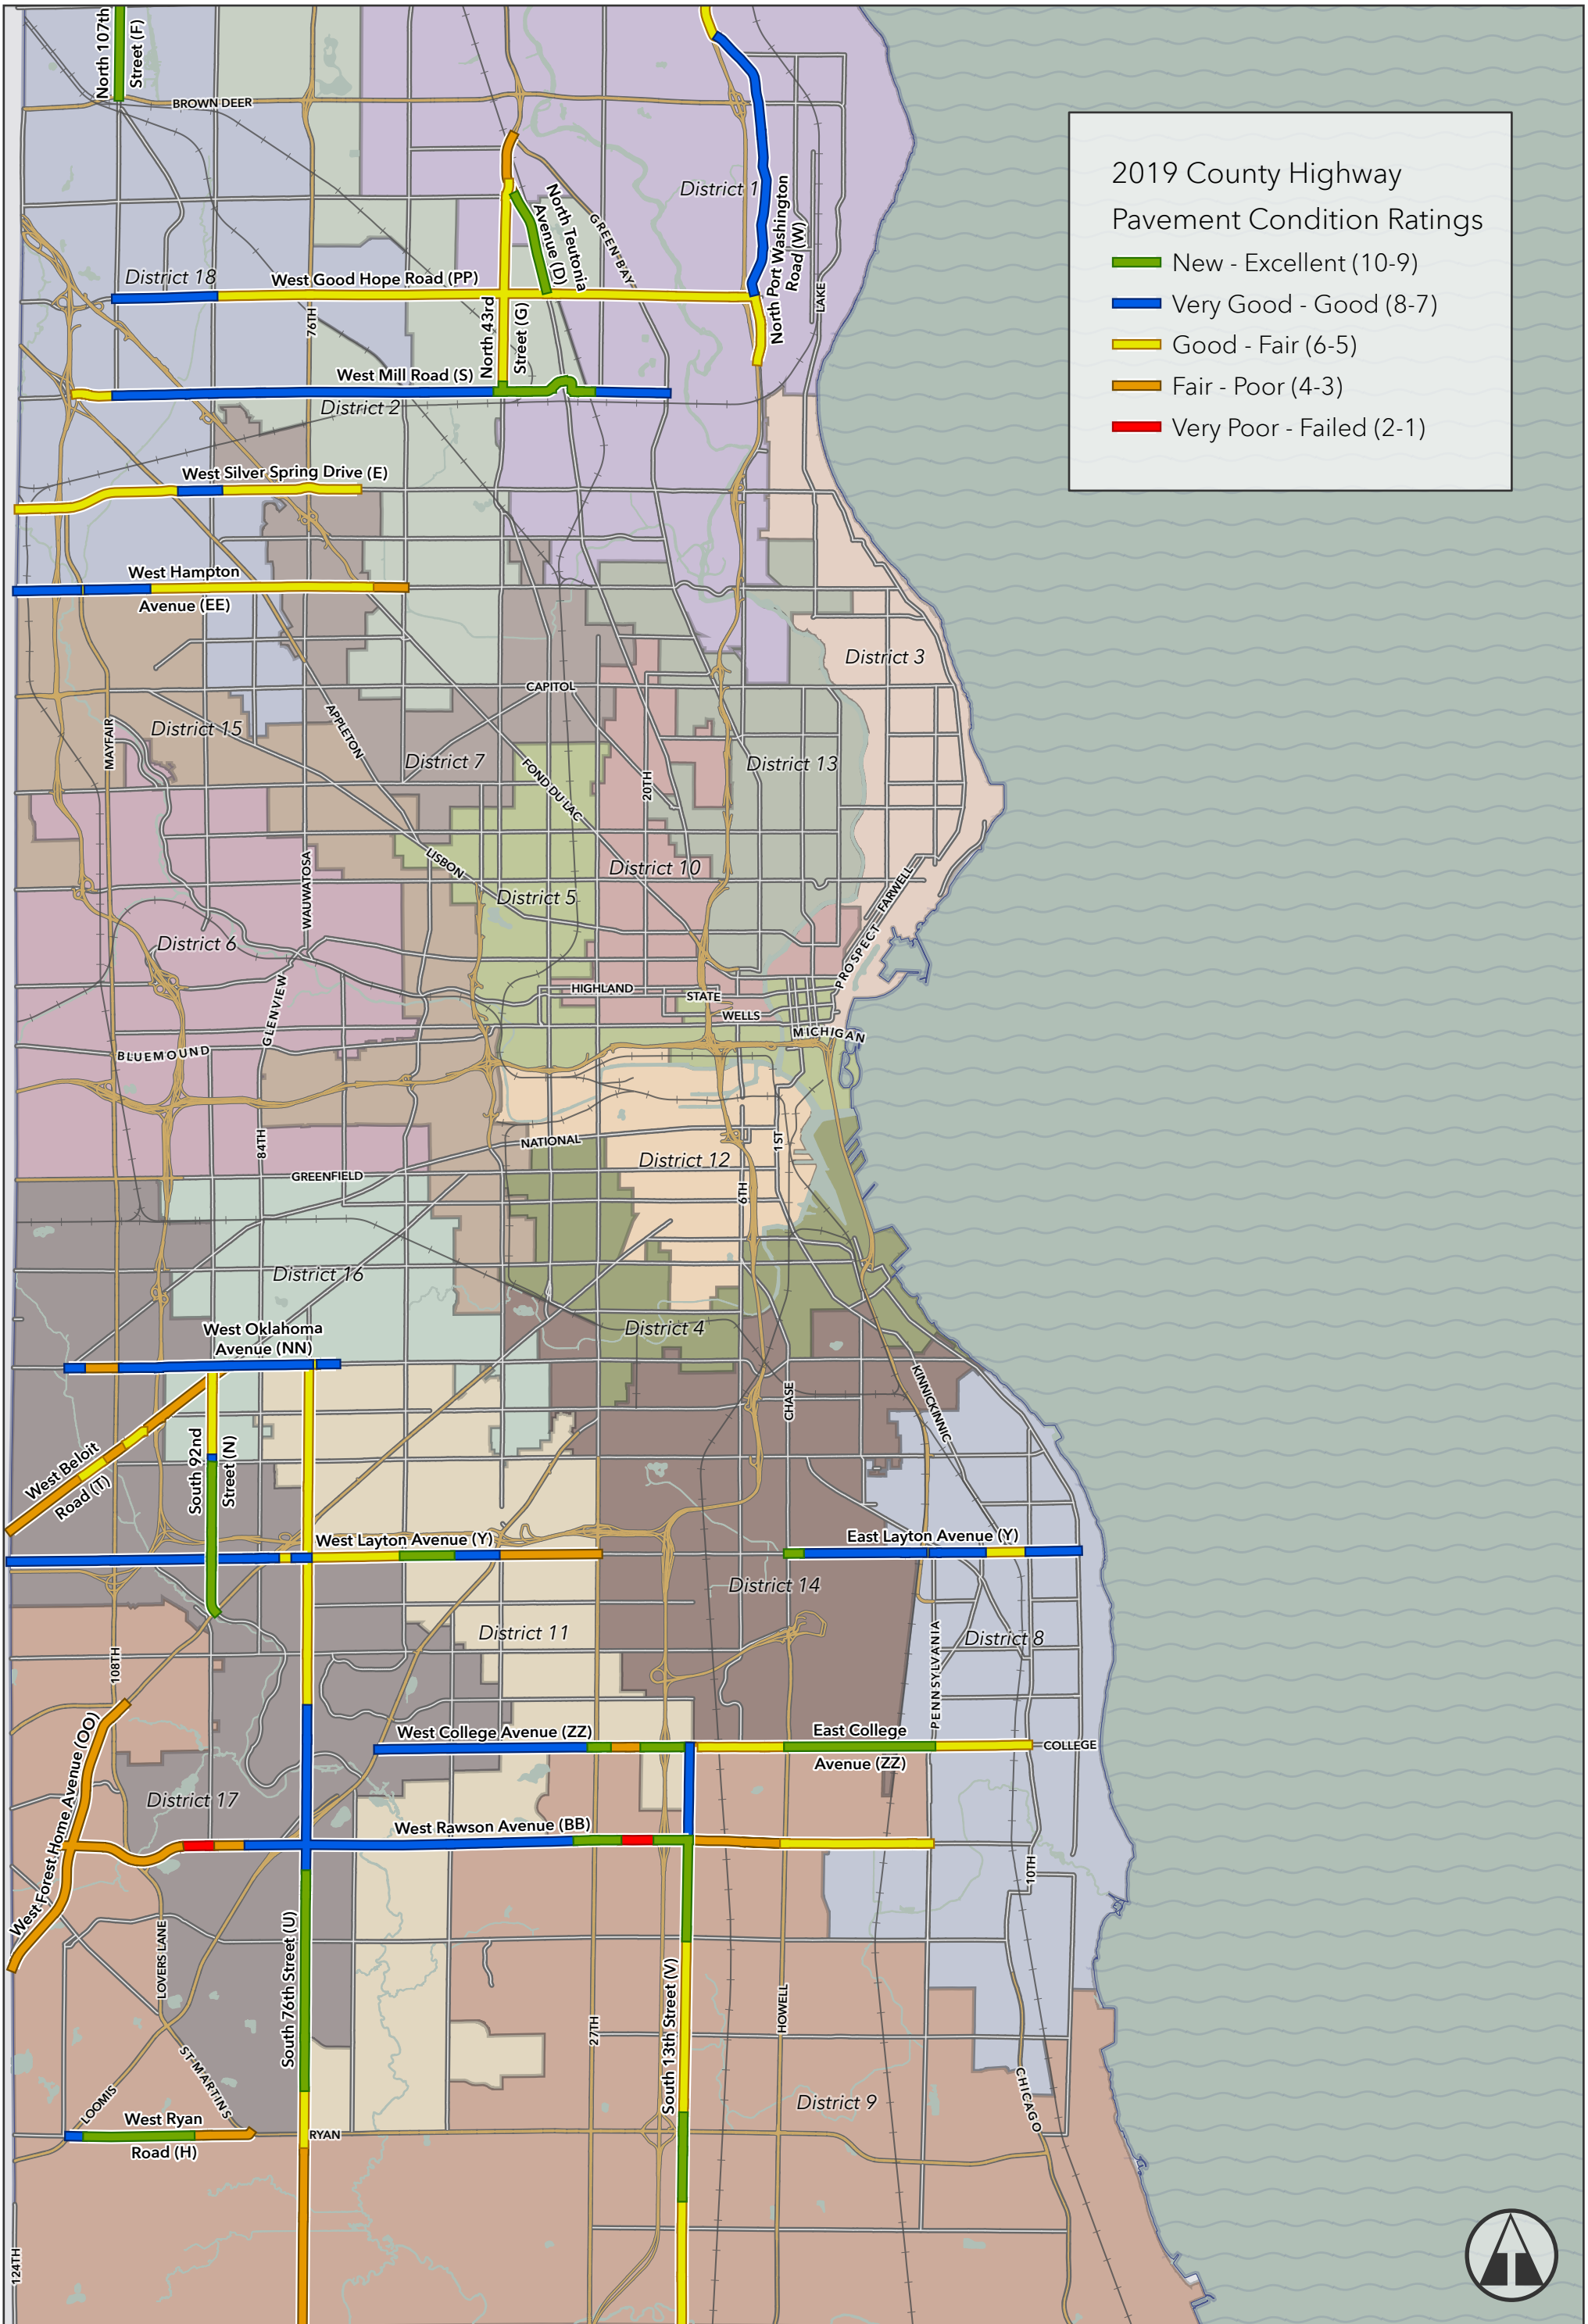 North 107th
Street (F)
BROWN DEER
2019 County Highway
Pavement Condition Ratings
New - Excellent (10-9)
Very Good - Good (8-7)
Good - Fair (6-5)
Fair - Poor (4-3)
Very Poor - Failed (2-1)
District 1
North Port Washington
Road (W)
North Teutonia
Avenue (D)
GREEN BAY
District 18
West Good Hope Road (PP)
LAKE
76TH
North 43rd
Street (G)
West Mill Road (S)
District 2
West Silver Spring Drive (E)
West Hampton
Avenue (EE)
District 3
CAPITOL
MAYFAIR
District 15
APPLETON
District 7
District 13
FOND DU LAC
20TH
LISBON
District 10
WAUWATOSA
District 5
FARWELL
District 6
PROSPECT
HIGHLAND
STATE
GLENVIEW
WELLS
MICHIGAN
BLUEMOUND
84TH
NATIONAL
1ST
District 12
GREENFIELD
6TH
District 16
West Oklahoma
Avenue (NN)
District 4
KINNICKINNIC
CHASE
West Beloit
Road (T)
South 92nd
Street (N)
West Layton Avenue (Y)
East Layton Avenue (Y)
District 14
District 11
District 8
108TH
PENNSYLVANIA
West College Avenue (ZZ)
East College
Avenue (ZZ)
COLLEGE
West Forest Home Avenue (OO)
District 17
West Rawson Avenue (BB)
10TH
LOVERS LANE
South 76th Street (U)
South 13th Street (V)
HOWELL
27TH
ST MARTINS
LOOMIS
CHICAGO
District 9
West Ryan
Road (H)
RYAN
124TH